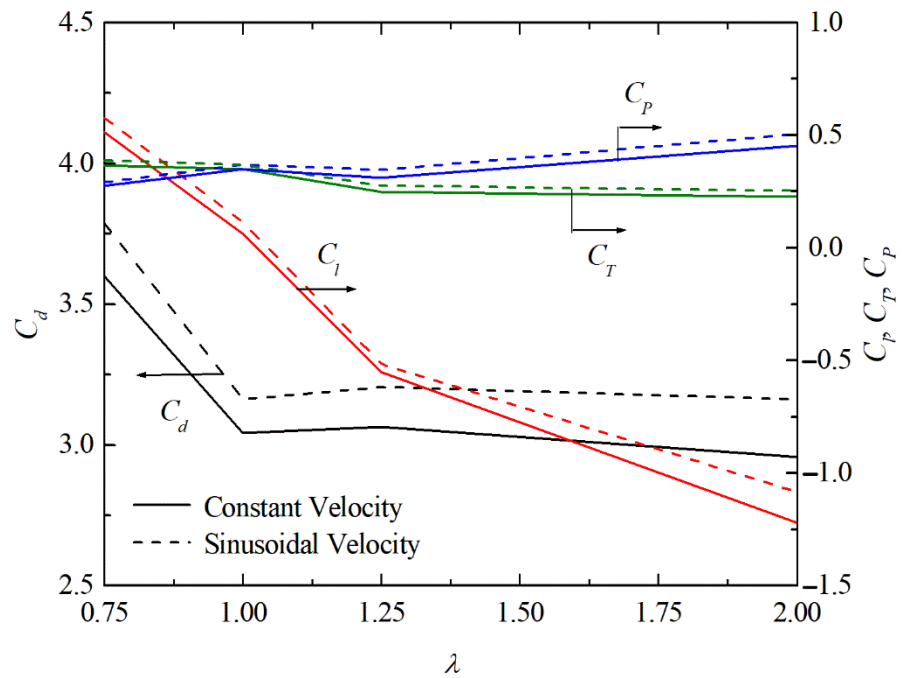 4.5
4.0
3.5
3.0
2.5
C_d
1.0
0.5
0.0
−0.5
−1.0
−1.5
C_l, C_T, C_P
C_P
C_T
C_l
C_d
Constant Velocity
Sinusoidal Velocity
0.75 1.00 1.25 1.50 1.75 2.00
λ